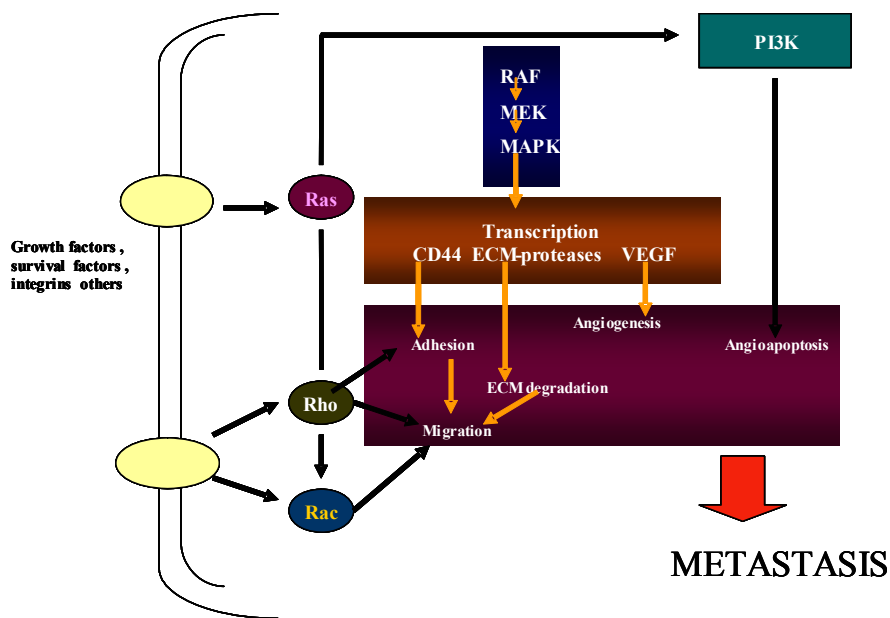 PI3K
RAF
MEK
MAPK
Ras
Transcription
CD44 ECM-proteases VEGF
Growth factors ,
survival factors ,
integrins others
Angiogenesis
Adhesion
Angioapoptosis
ECM degradation
Rho
Migration
Rac
METASTASIS